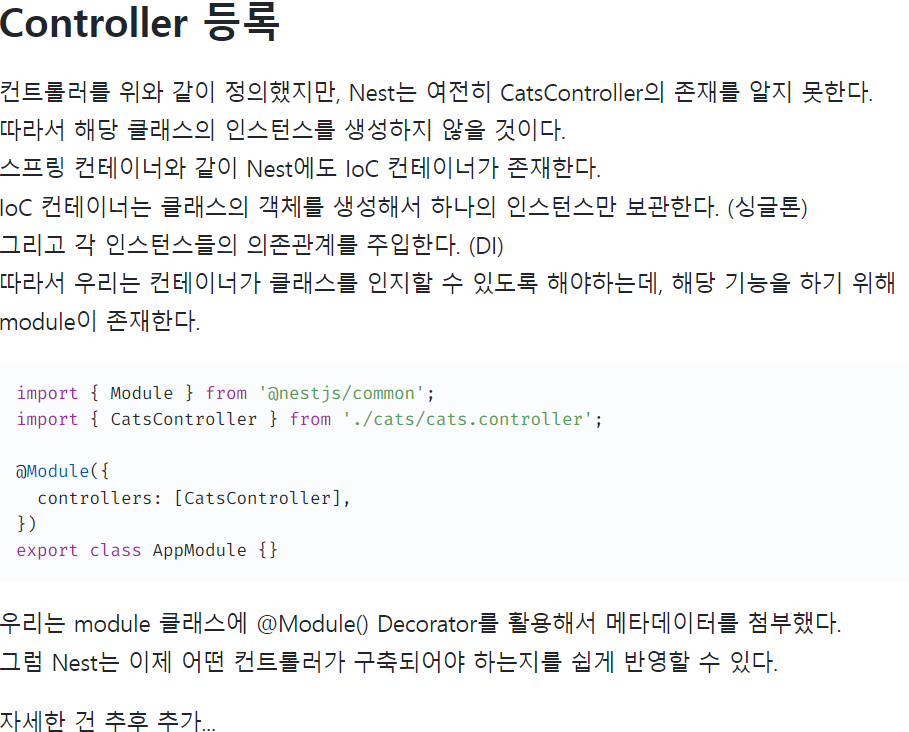 Controller 등록
컨트롤러를 위와 같이 정의했지만, Nest는 여전히 CatsController의 존재를 알지 못한다.
따라서 해당 클래스의 인스턴스를 생성하지 않을 것이다.
스프링 컨테이너와 같이 Nest에도 IoC 컨테이너가 존재한다.
IoC 컨테이너는 클래스의 객체를 생성해서 하나의 인스턴스만 보관한다. (싱글톤)
그리고 각 인스턴스들의 의존관계를 주입한다. (DI)
따라서 우리는 컨테이너가 클래스를 인지할 수 있도록 해야하는데, 해당 기능을 하기 위해
module이 존재한다.
import { Module } from '@nestjs/common';
import { CatsController } from './cats/cats.controller';
@Module({
  controllers: [CatsController],
})
export class AppModule {}
우리는 module 클래스에 @Module() Decorator를 활용해서 메타데이터를 첨부했다.
그럼 Nest는 이제 어떤 컨트롤러가 구축되어야 하는지를 쉽게 반영할 수 있다.
자세한 건 추후 추가...